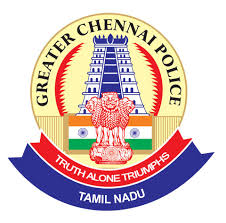 GREATER CHENNAI POLICE
TRUTH ALONE TRIUMPHS
TAMIL NADU